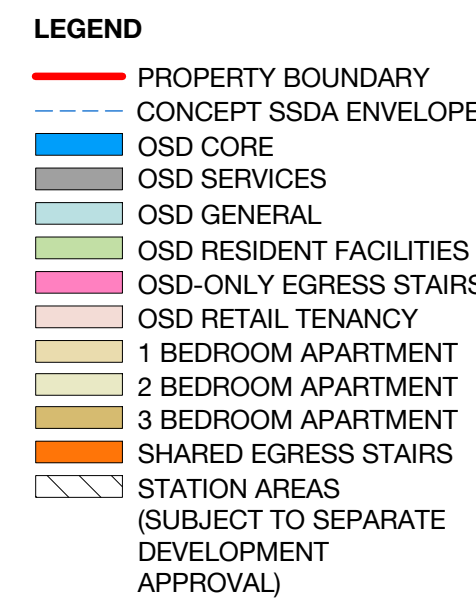 LEGEND
PROPERTY BOUNDARY
CONCEPT SSDA ENVELOPE
OSD CORE
OSD SERVICES
OSD GENERAL
OSD RESIDENT FACILITIES
OSD-ONLY EGRESS STAIRS
OSD RETAIL TENANCY
1 BEDROOM APARTMENT
2 BEDROOM APARTMENT
3 BEDROOM APARTMENT
SHARED EGRESS STAIRS
STATION AREAS
(SUBJECT TO SEPARATE
DEVELOPMENT
APPROVAL)